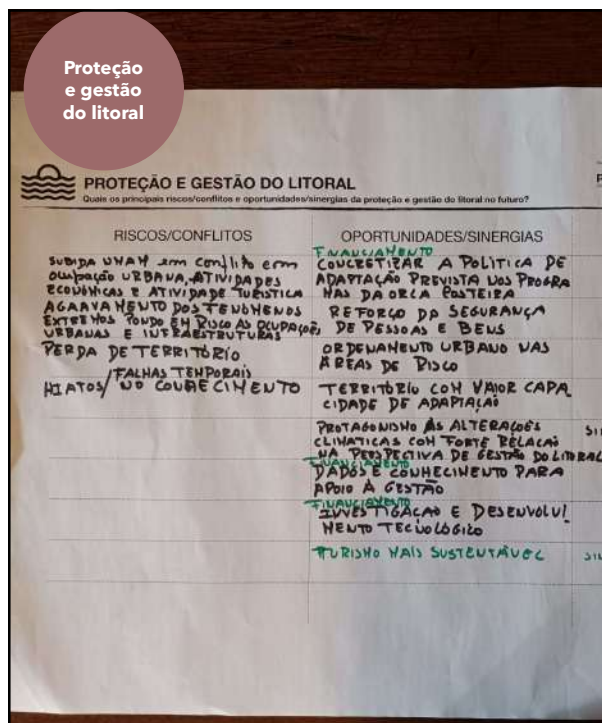 Proteção
e gestão
do litoral
PROTEÇÃO E GESTÃO DO LITORAL
Quais os principais riscos/conflitos e oportunidades/sinergias da proteção e gestão do litoral no futuro?
RISCOS/CONFLITOS
SUBIDA NMAM em conflito com
Ocupação URBANA, ATIVIDADES
ECONÓMICAS E ATIVIDADE TURÍSTICA
AGRAVAMENTO DOS FENÓMENOS
EXTREMOS PONDO EM RISCO AS OCUPAÇÕES
URBANAS E INFRAESTRUTURAS
PERDA DE TERRITÓRIO
FALHAS TEMPORAIS
HIATOS/ NO CONHECIMENTO
OPORTUNIDADES/SINERGIAS
FINANCIAMENTO
CONCRETIZAR A POLÍTICA DE
ADAPTAÇÃO PREVISTA NOS PROGRA
MAS DA ORLA COSTEIRA
REFORÇO DA SEGURANÇA
DE PESSOAS E BENS
ORDENAMENTO URBANO NAS
ÁREAS DE RISCO
TERRITÓRIO COM MAIOR CAPA
CIDADE DE ADAPTAÇÃO
PROTAGONISMO ÀS ALTERAÇÕES
CLIMÁTICAS COM FORTE RELAÇÃO
NA PERSPECTIVA DE GESTÃO DO LITORAL
FINANCIAMENTO
DADOS E CONHECIMENTO PARA
APOIO À GESTÃO
FINANCIAMENTO
INVESTIGAÇÃO E DESENVOLVI
MENTO TECNOLÓGICO
TURISMO MAIS SUSTENTÁVEL